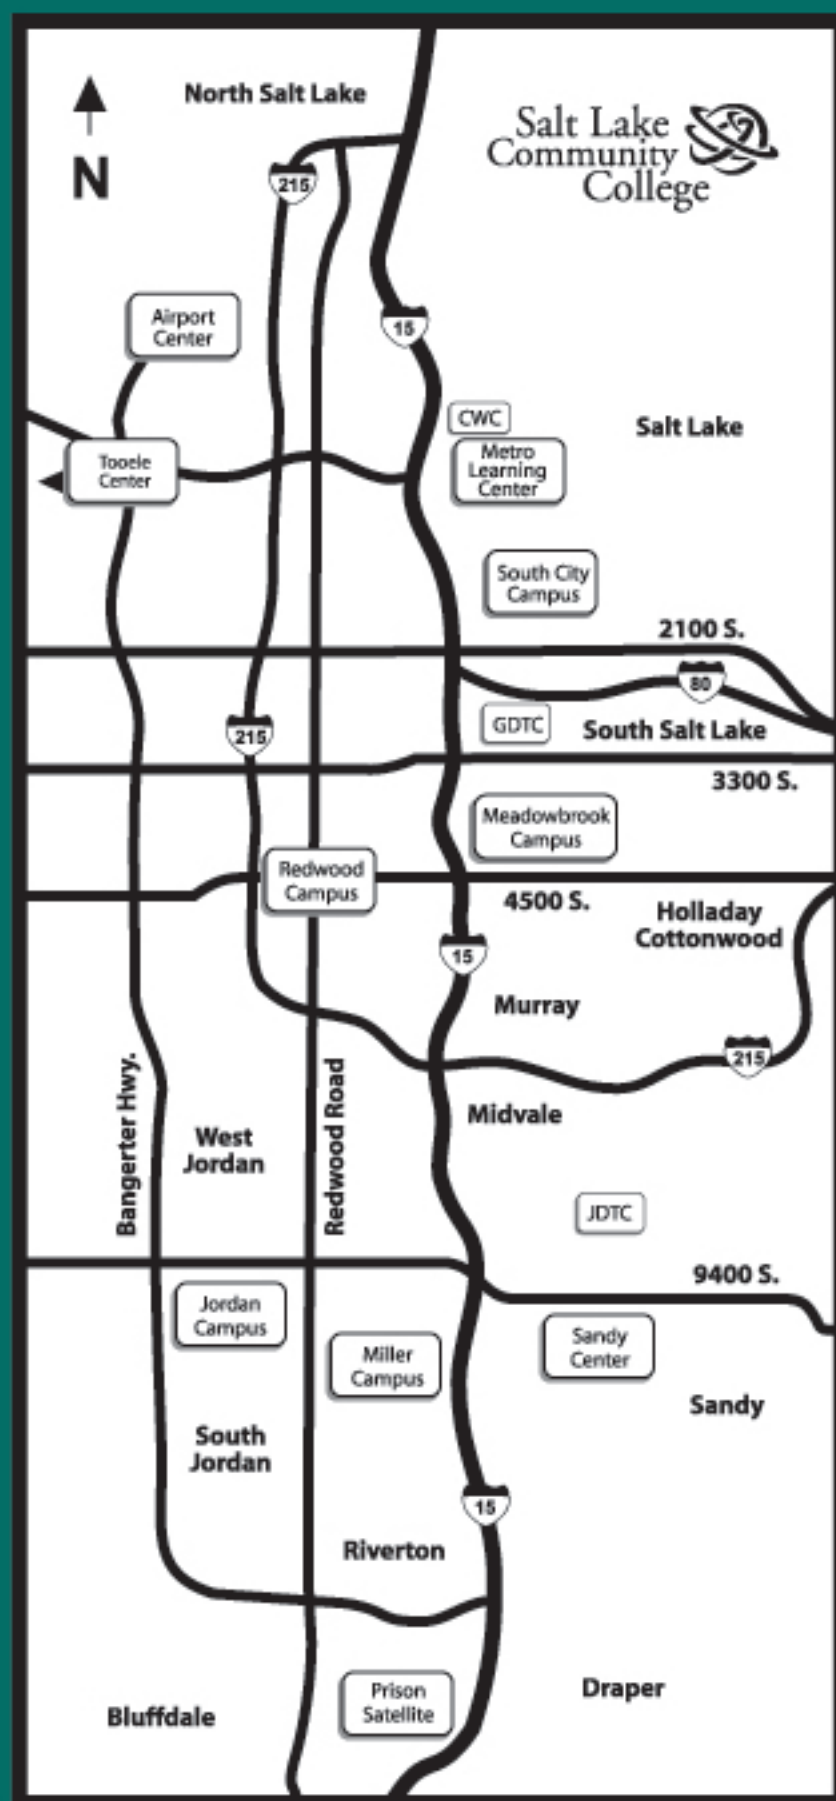 North Salt Lake
N
Salt Lake
Community
College
215
Airport
Center
15
CWC
Salt Lake
Tooele
Center
Metro
Learning
Center
South City
Campus
2100 S.
80
215
GDTC
South Salt Lake
3300 S.
Meadowbrook
Campus
Redwood
Campus
4500 S.
Holladay
Cottonwood
15
Murray
215
Bangerter Hwy.
Redwood Road
Midvale
West
Jordan
JDTC
9400 S.
Jordan
Campus
Miller
Campus
Sandy
Center
Sandy
South
Jordan
15
Riverton
Prison
Satellite
Draper
Bluffdale